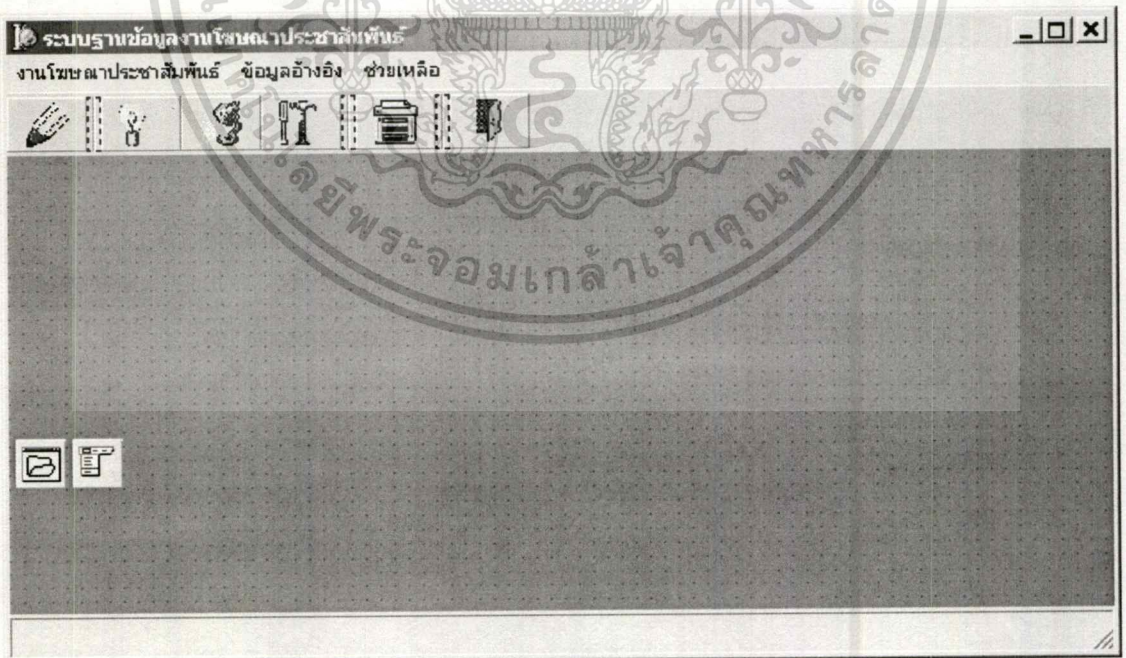 ระบบฐานข้อมูลงานโฆษณาประชาสัมพันธ์
งานโฆษณาประชาสัมพันธ์ ข้อมูลอ้างอิง ช่วยเหลือ
พระจอมเกล้าเจ้าคุณทหารลาด